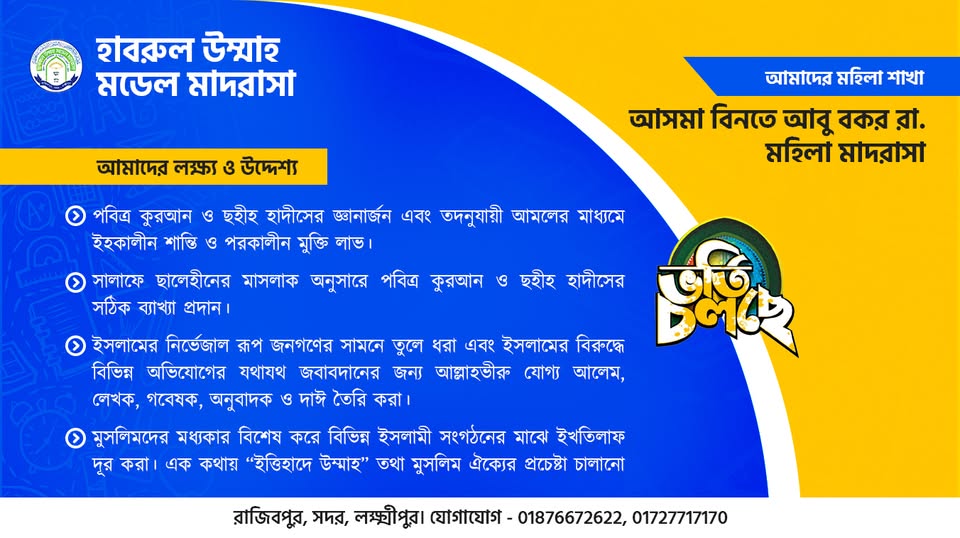 হাবরুল উম্মাহ
মডেল মাদরাসা
আমাদের মহিলা শাখা
আসমা বিনতে আবু বকর রা.
মহিলা মাদরাসা
আমাদের লক্ষ্য ও উদ্দেশ্য
পবিত্র কুরআন ও ছহীহ হাদীসের জ্ঞানার্জন এবং তদনুযায়ী আমলের মাধ্যমে
ইহকালীন শান্তি ও পরকালীন মুক্তি লাভ।
সালাফে ছালেহীনের মাসলাক অনুসারে পবিত্র কুরআন ও ছহীহ হাদীসের
সঠিক ব্যাখ্যা প্রদান।
ইসলামের নির্ভেজাল রূপ জনগণের সামনে তুলে ধরা এবং ইসলামের বিরুদ্ধে
বিভিন্ন অভিযোগের যথাযথ জবাবদানের জন্য আল্লাহভীরু যোগ্য আলেম,
লেখক, গবেষক, অনুবাদক ও দাঈ তৈরি করা।
মুসলিমদের মধ্যকার বিশেষ করে বিভিন্ন ইসলামী সংগঠনের মাঝে ইখতিলাফ
দূর করা। এক কথায় “ইত্তিহাদে উম্মাহ” তথা মুসলিম ঐক্যের প্রচেষ্টা চালানো
ভর্তি
চলছে
রাজিবপুর, সদর, লক্ষ্মীপুর। যোগাযোগ - 01876672622, 01727717170